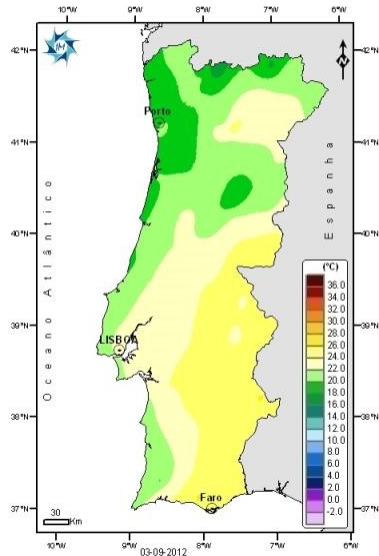 10°W 9°W 8°W 7°W 6°W
IM
N
42°N 42°N
Porto
41°N 41°N
Espanha
40°N 40°N
Oceano Atlântico
(°C)
36.0
34.0
32.0
30.0
28.0
26.0
24.0
22.0
20.0
18.0
16.0
14.0
12.0
10.0
8.0
6.0
4.0
2.0
0.0
-2.0
39°N 39°N
LISBOA
38°N 38°N
Faro
37°N 37°N
30
Km
10°W 9°W 8°W 7°W 6°W
03-09-2012